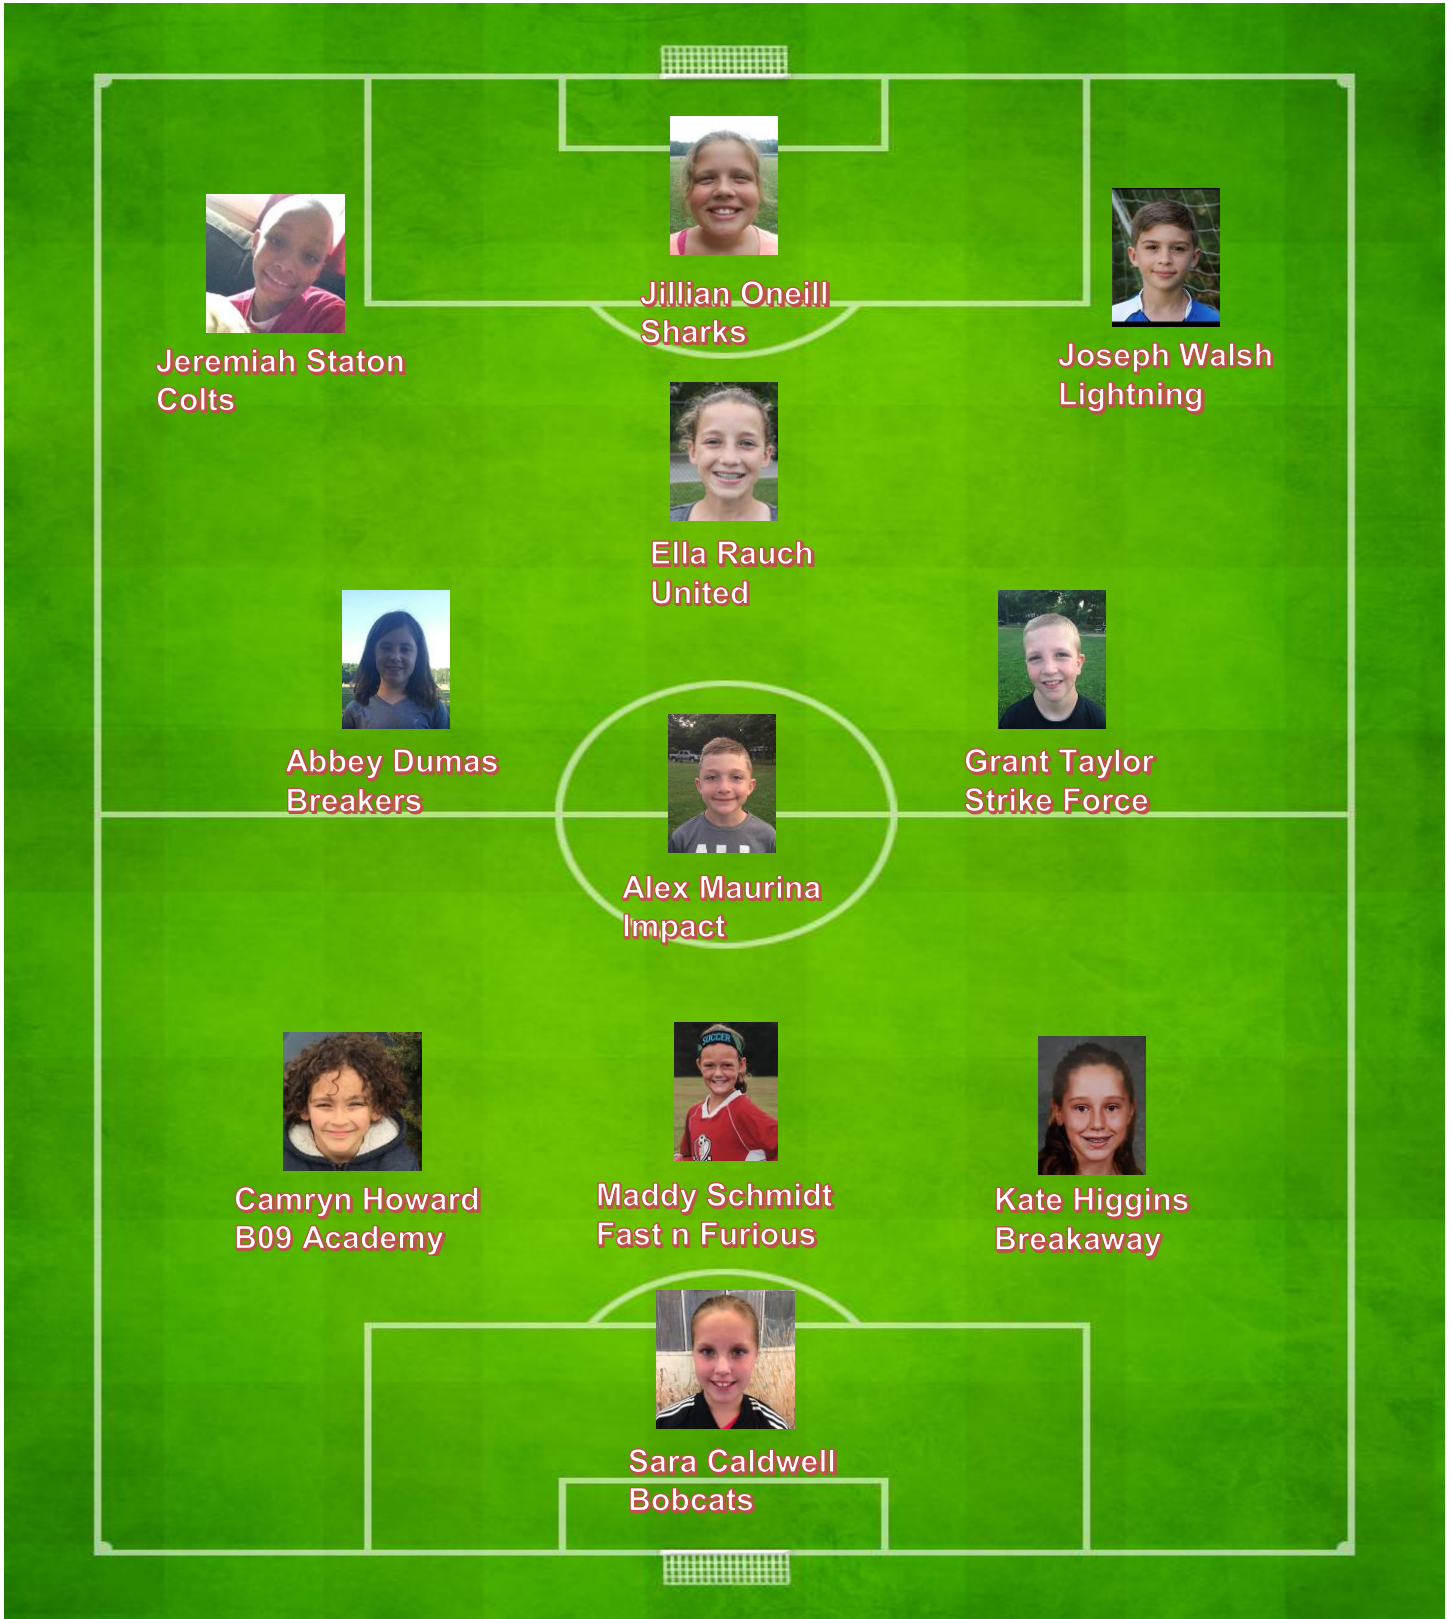 Jillian Oneill
Sharks
Jeremiah Staton
Colts
Joseph Walsh
Lightning
Ella Rauch
United
Abbey Dumas
Breakers
Grant Taylor
Strike Force
Alex Maurina
Impact
SOCCER
Camryn Howard
B09 Academy
Maddy Schmidt
Fast n Furious
Kate Higgins
Breakaway
Sara Caldwell
Bobcats